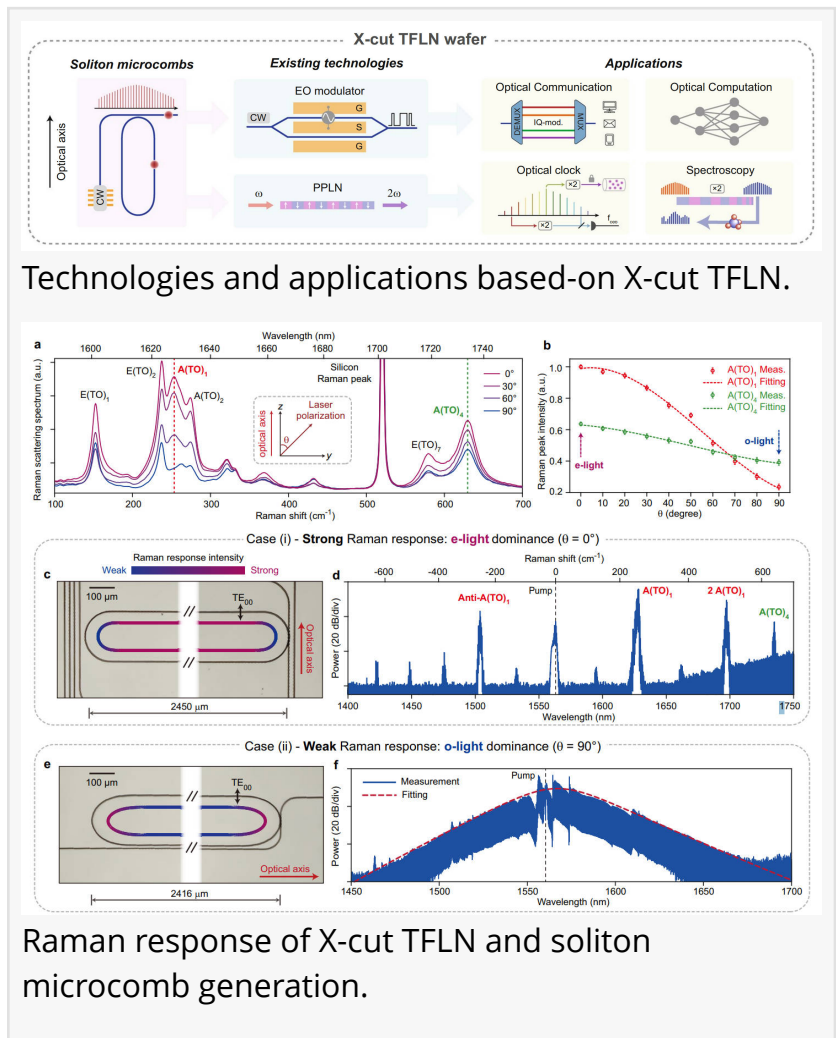 X-cut TFLN wafer
Soliton microcombs
Existing technologies
Applications
Optical axis
CW
EO modulator
CW
G
S
G
PPLN
ω
2ω
Optical Communication
DEMUX
IQ-mod.
MUX
Optical Computation
Optical clock
×2
×2
f_ceo
Spectroscopy
×2
Technologies and applications based-on X-cut TFLN.
a
Wavelength (nm)
1600 1620 1640 1660 1680 1700 1720 1740
Raman scattering spectrum (a.u.)
E(TO)₁
E(TO)₂
A(TO)₁
A(TO)₂
Silicon
Raman peak
E(TO)₇
A(TO)₄
0°
30°
60°
90°
optical axis
z
θ
y
Laser
polarization
100 200 300 400 500 600 700
Raman shift (cm⁻¹)
b
Raman peak intensity (a.u.)
1.0
0.8
0.6
0.4
0.2
A(TO)₁ Meas.
A(TO)₁ Fitting
A(TO)₄ Meas.
A(TO)₄ Fitting
o-light
e-light
0 10 20 30 40 50 60 70 80 90
θ (degree)
Case (i) - Strong Raman response: e-light dominance (θ = 0°)
c
Raman response intensity
Weak
Strong
100 μm
TE₀₀
Optical axis
2450 μm
d
Raman shift (cm⁻¹)
-600 -400 -200 0 200 400 600
Power (20 dB/div)
Anti-A(TO)₁
Pump
A(TO)₁
2 A(TO)₁
A(TO)₄
1400 1450 1500 1550 1600 1650 1700 1750
Wavelength (nm)
Case (ii) - Weak Raman response: o-light dominance (θ = 90°)
e
100 μm
TE₀₀
Optical axis
2416 μm
f
Power (20 dB/div)
Measurement
Fitting
Pump
1450 1500 1550 1600 1650 1700
Wavelength (nm)
Raman response of X-cut TFLN and soliton
microcomb generation.